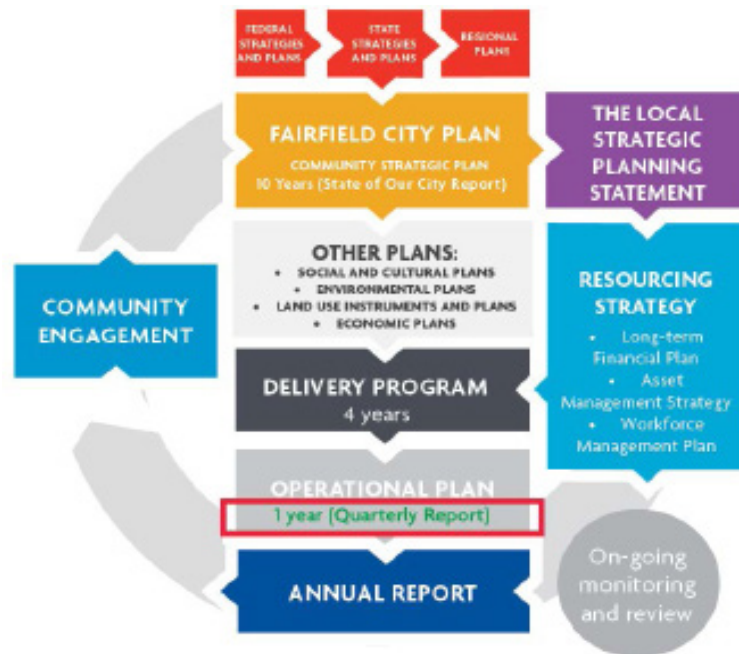 FEDERAL
STRATEGIES
AND PLANS
STATE
STRATEGIES
AND PLANS
REGIONAL
PLANS
FAIRFIELD CITY PLAN
COMMUNITY STRATEGIC PLAN
10 Years (State of Our City Report)
THE LOCAL
STRATEGIC
PLANNING
STATEMENT
OTHER PLANS:
• SOCIAL AND CULTURAL PLANS
• ENVIRONMENTAL PLANS
• LAND USE INSTRUMENTS AND PLANS
• ECONOMIC PLANS
COMMUNITY
ENGAGEMENT
RESOURCING
STRATEGY
• Long-term
Financial Plan
• Asset
Management Strategy
• Workforce
Management Plan
DELIVERY PROGRAM
4 years
OPERATIONAL PLAN
1 year (Quarterly Report)
ANNUAL REPORT
On-going
monitoring
and review